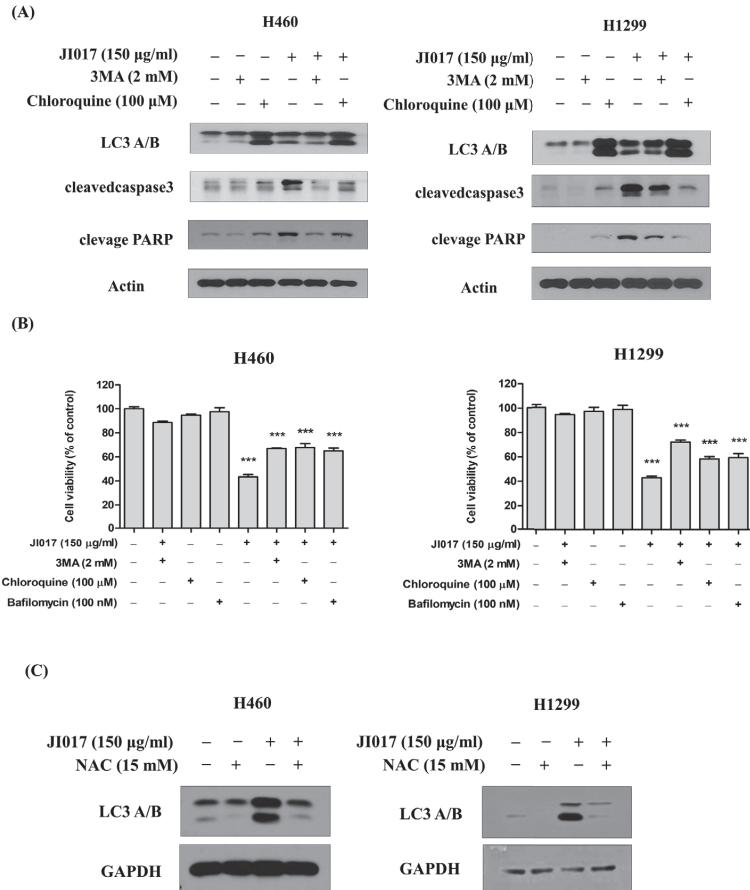 (A)
H460
JI017 (150 µg/ml) – – – + + +
3MA (2 mM) – + – – + –
Chloroquine (100 µM) – – + – – +
LC3 A/B
cleavedcaspase3
clevage PARP
Actin
H1299
JI017 (150 µg/ml) – – – + + +
3MA (2 mM) – + – – + –
Chloroquine (100 µM) – – + – – +
LC3 A/B
cleavedcaspase3
clevage PARP
Actin
(B)
H460
Cell viability (% of control)
120
100
80
60
40
20
0
*** *** *** ***
JI017 (150 µg/ml) – + – – + + + +
3MA (2 mM) – + – – – + – –
Chloroquine (100 µM) – – + – – – + –
Bafilomycin (100 nM) – – – + – – – +
H1299
Cell viability (% of control)
120
100
80
60
40
20
0
*** *** *** ***
JI017 (150 µg/ml) – + – – + + + +
3MA (2 mM) – + – – – + – –
Chloroquine (100 µM) – – + – – – + –
Bafilomycin (100 nM) – – – + – – – +
(C)
H460
JI017 (150 µg/ml) – – + +
NAC (15 mM) – + – +
LC3 A/B
GAPDH
H1299
JI017 (150 µg/ml) – – + +
NAC (15 mM) – + – +
LC3 A/B
GAPDH